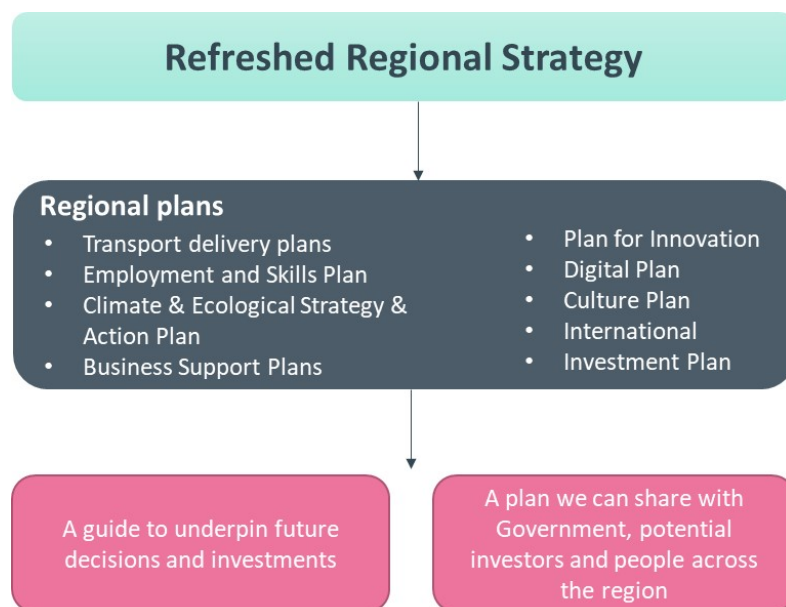 Refreshed Regional Strategy
Regional plans
• Transport delivery plans
• Employment and Skills Plan
• Climate & Ecological Strategy &
Action Plan
• Business Support Plans
• Plan for Innovation
• Digital Plan
• Culture Plan
• International
• Investment Plan
A guide to underpin future
decisions and investments
A plan we can share with
Government, potential
investors and people across
the region